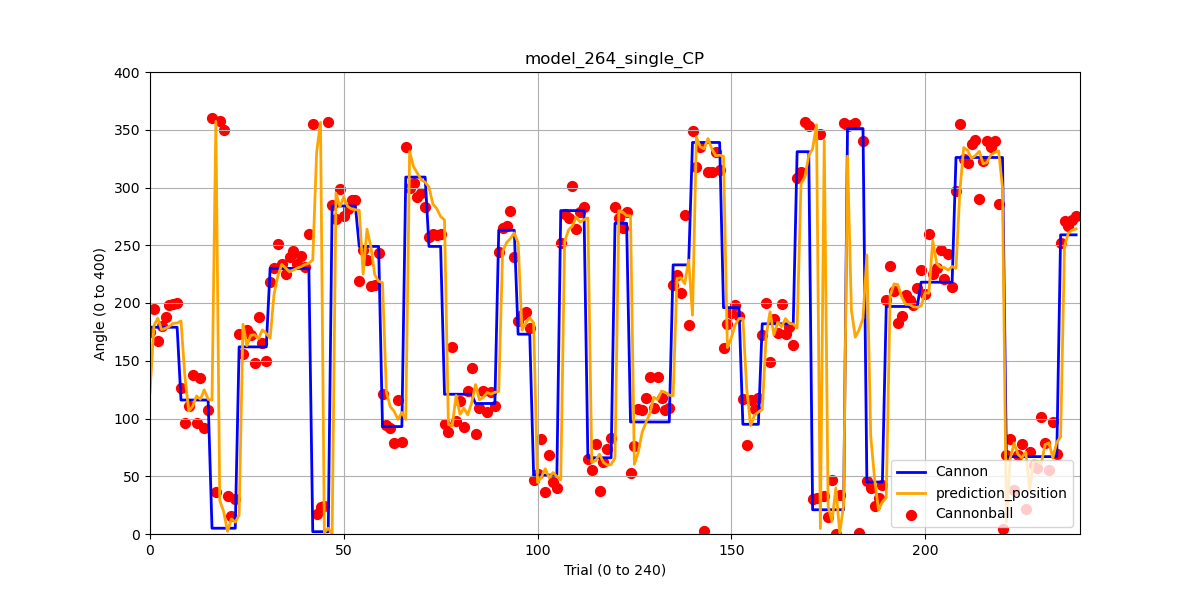 model_264_single_CP
400
350
300
250
200
150
100
50
0
Angle (0 to 400)
0 50 100 150 200
Trial (0 to 240)
Cannon
prediction_position
Cannonball